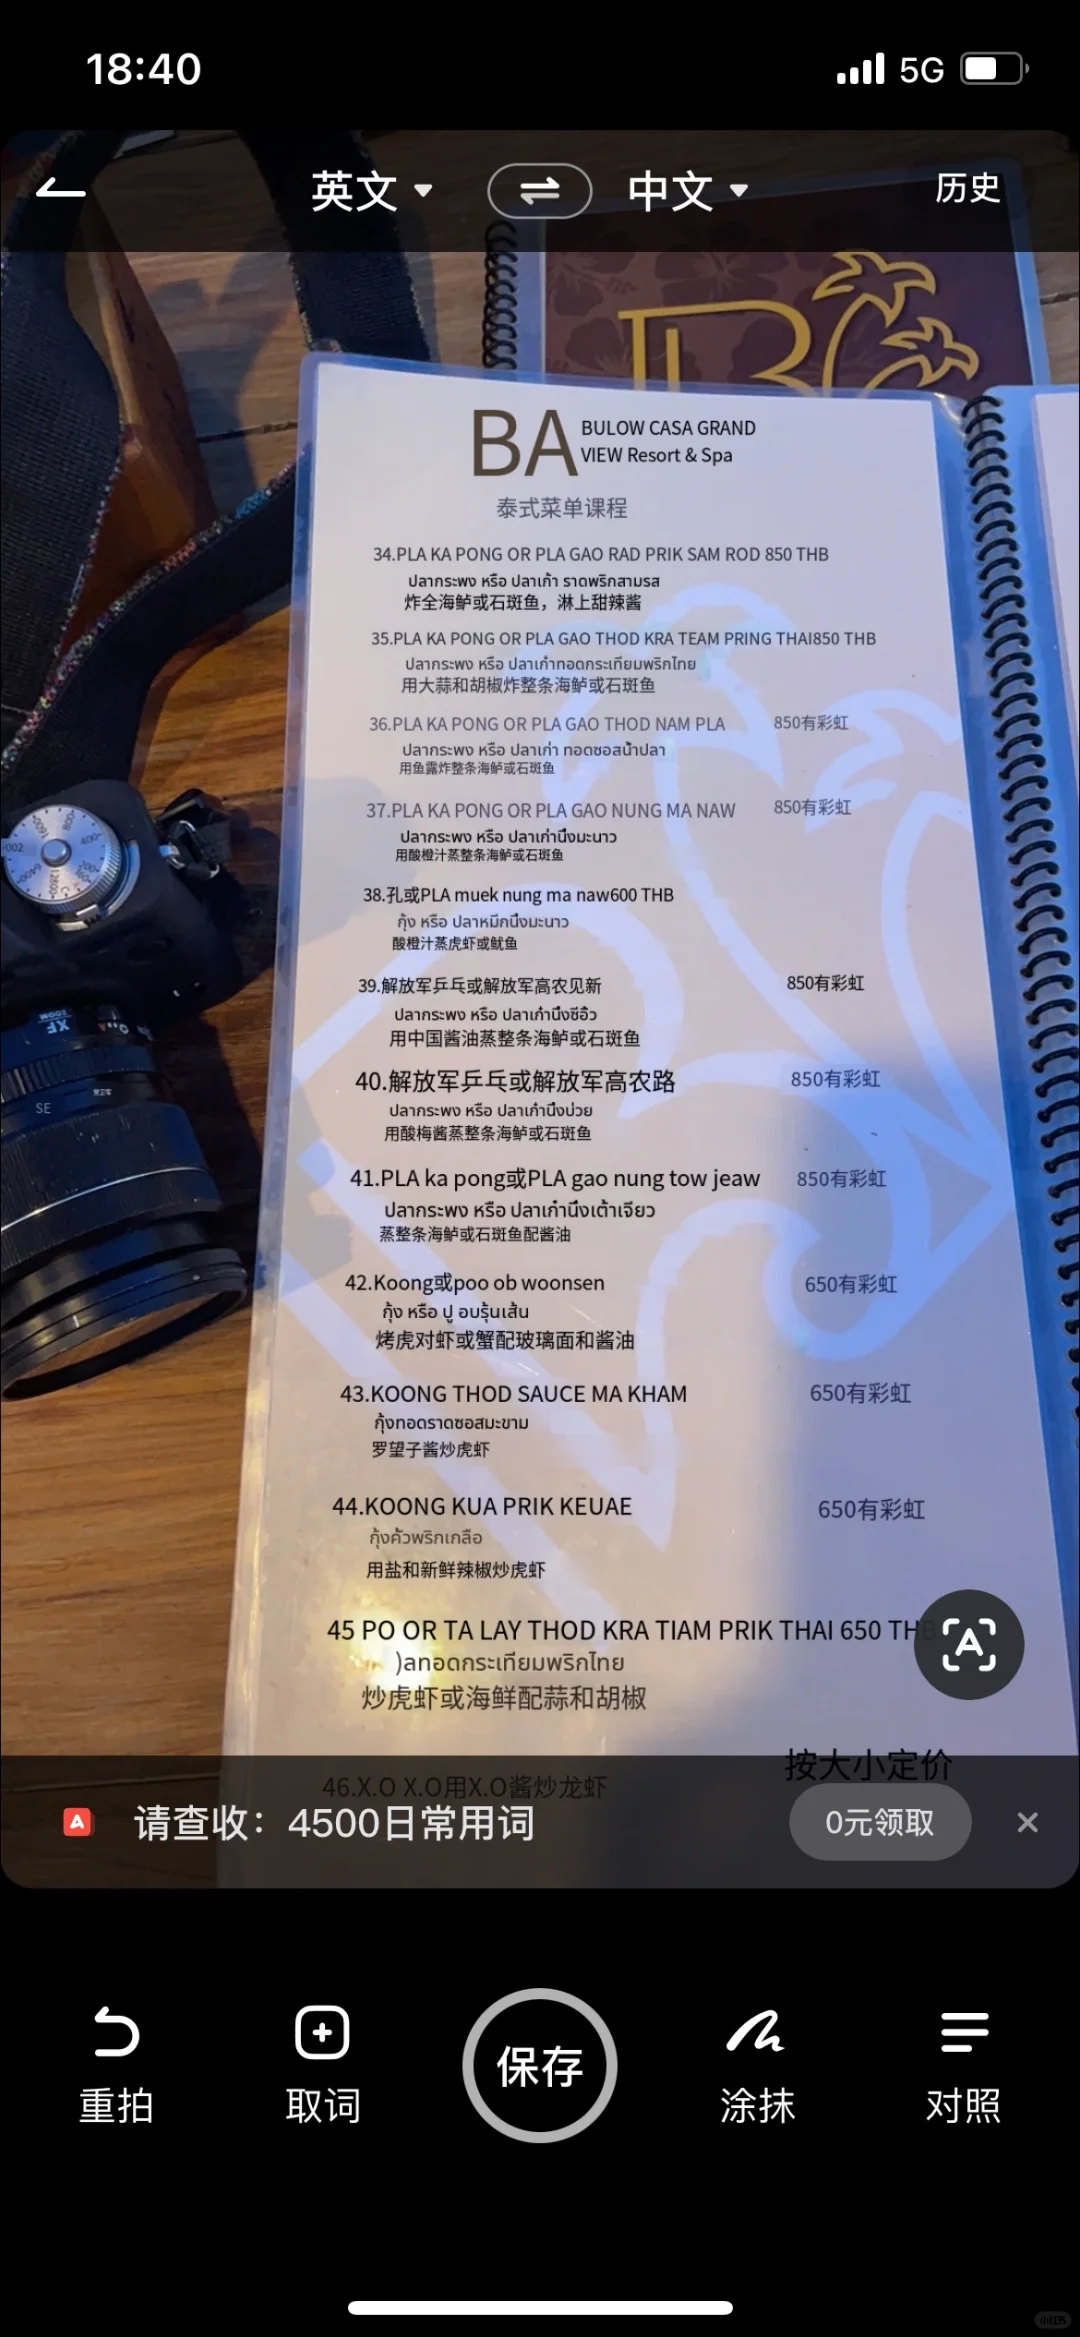 18:40
5G
英文
中文
历史
BA
BULOW CASA GRAND
VIEW Resort & Spa
泰式菜单课程
34.PLA KA PONG OR PLA GAO RAD PRIK SAM ROD 850 THB
ปลากระพง หรือ ปลาเก๋า ราดพริกสามรส
炸全海鲈或石斑鱼，淋上甜辣酱
35.PLA KA PONG OR PLA GAO THOD KRA TEAM PRING THAI850 THB
ปลากระพง หรือ ปลาเก๋าทอดกระเทียมพริกไทย
用大蒜和胡椒炸整条海鲈或石斑鱼
36.PLA KA PONG OR PLA GAO THOD NAM PLA 850有彩虹
ปลากระพง หรือ ปลาเก๋า ทอดซอสน้ำปลา
用鱼露炸整条海鲈或石斑鱼
37.PLA KA PONG OR PLA GAO NUNG MA NAW 850有彩虹
ปลากระพง หรือ ปลาเก๋านึ่งมะนาว
用酸橙汁蒸整条海鲈或石斑鱼
38.孔或PLA muek nung ma naw600 THB
กุ้ง หรือ ปลาหมึกนึ่งมะนาว
酸橙汁蒸虎虾或鱿鱼
39.解放军乒乓或解放军高农见新 850有彩虹
ปลากระพง หรือ ปลาเก๋านึ่งซีอิ๊ว
用中国酱油蒸整条海鲈或石斑鱼
40.解放军乒乓或解放军高农路 850有彩虹
ปลากระพง หรือ ปลาเก๋านึ่งบ่วย
用酸梅酱蒸整条海鲈或石斑鱼
41.PLA ka pong或PLA gao nung tow jeaw 850有彩虹
ปลากระพง หรือ ปลาเก๋านึ่งเต้าเจียว
蒸整条海鲈或石斑鱼配酱油
42.Koong或poo ob woonsen 650有彩虹
กุ้ง หรือ ปู อบรุ้นเส้น
烤虎对虾或蟹配玻璃面和酱油
43.KOONG THOD SAUCE MA KHAM 650有彩虹
กุ้งทอดราดซอสมะขาม
罗望子酱炒虎虾
44.KOONG KUA PRIK KEUAE 650有彩虹
กุ้งคั่วพริกเกลือ
用盐和新鲜辣椒炒虎虾
45 PO OR TA LAY THOD KRA TIAM PRIK THAI 650 THB
)ลทอดกระเทียมพริกไทย
炒虎虾或海鲜配蒜和胡椒
按大小定价
46.X.O X.O用X.O酱炒龙虾
XF
ZOOM
SE
请查收：4500日常用词
0元领取
重拍
取词
保存
涂抹
对照
小红书